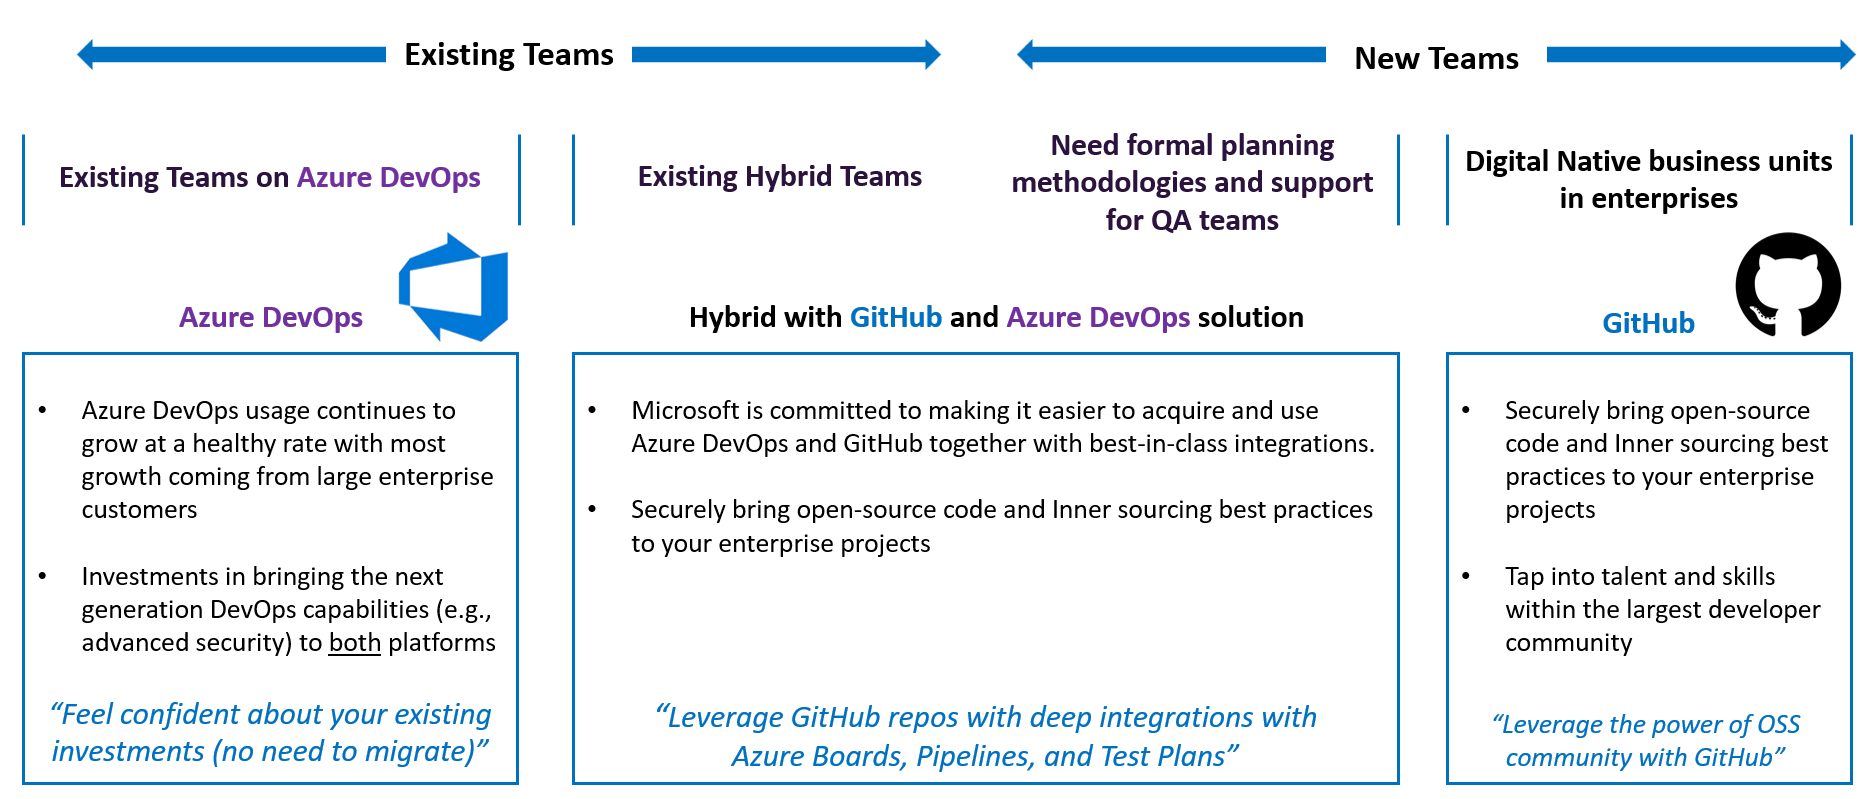 Existing Teams
New Teams
Existing Teams on Azure DevOps
Existing Hybrid Teams
Need formal planning
methodologies and support
for QA teams
Digital Native business units
in enterprises
Azure DevOps
Hybrid with GitHub and Azure DevOps solution
GitHub
• Azure DevOps usage continues to
grow at a healthy rate with most
growth coming from large enterprise
customers
• Investments in bringing the next
generation DevOps capabilities (e.g.,
advanced security) to both platforms
“Feel confident about your existing
investments (no need to migrate)”
• Microsoft is committed to making it easier to acquire and use
Azure DevOps and GitHub together with best-in-class integrations.
• Securely bring open-source code and Inner sourcing best practices
to your enterprise projects
“Leverage GitHub repos with deep integrations with
Azure Boards, Pipelines, and Test Plans”
• Securely bring open-source
code and Inner sourcing best
practices to your enterprise
projects
• Tap into talent and skills
within the largest developer
community
“Leverage the power of OSS
community with GitHub”